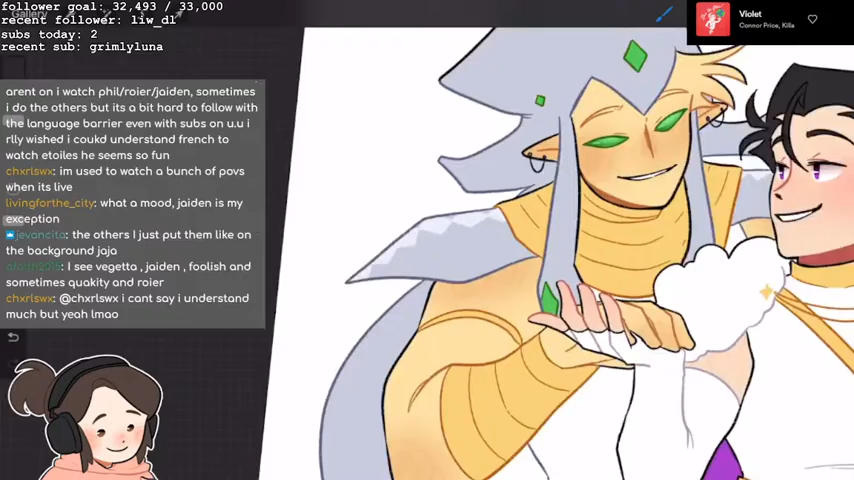 Gallery
follower goal: 32,493 / 33,000
recent follower: liw_dl
subs today: 2
recent sub: grimlyluna
Violet
Connor Price, Killa
arent on i watch phil/roier/jaiden, sometimes
i do the others but its a bit hard to follow with
the language barrier even with subs on u.u i
rlly wished i coukd understand french to
watch etoiles he seems so fun
chxrlswx: im used to watch a bunch of povs
when its live
livingforthe_city: what a mood, jaiden is my
exception
jevancita: the others I just put them like on
the background jaja
I see vegetta , jaiden , foolish and
sometimes quakity and roier
chxrlswx: @chxrlswx i cant say i understand
much but yeah lmao